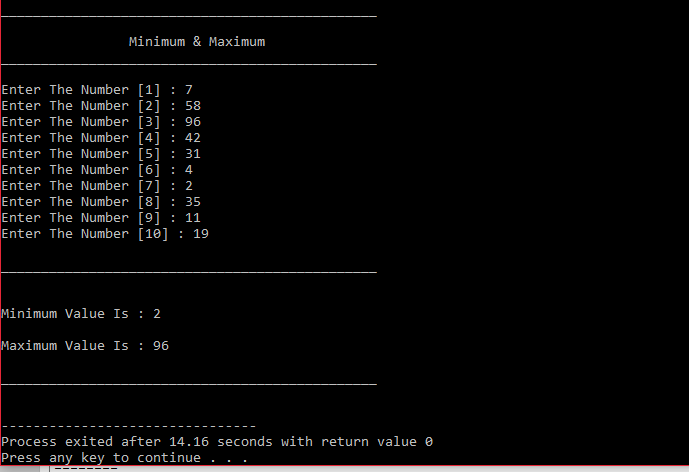 Minimum & Maximum
Enter The Number [1] : 7
Enter The Number [2] : 58
Enter The Number [3] : 96
Enter The Number [4] : 42
Enter The Number [5] : 31
Enter The Number [6] : 4
Enter The Number [7] : 2
Enter The Number [8] : 35
Enter The Number [9] : 11
Enter The Number [10] : 19
Minimum Value Is : 2
Maximum Value Is : 96
--------------------------------
Process exited after 14.16 seconds with return value 0
Press any key to continue . . .